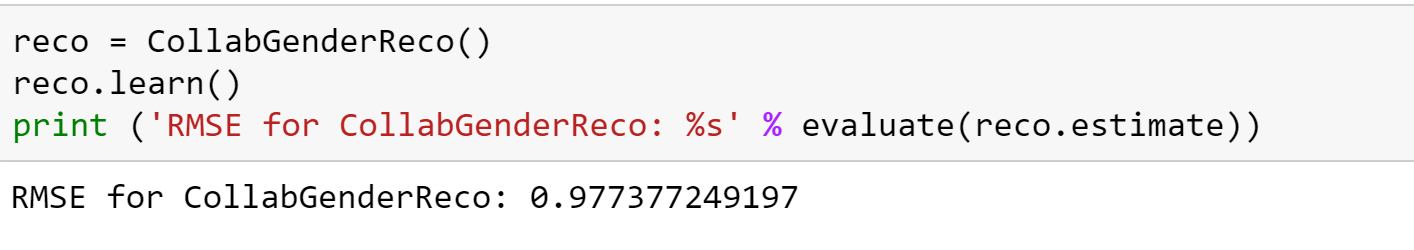 reco = CollabGenderReco()
reco.learn()
print ('RMSE for CollabGenderReco: %s' % evaluate(reco.estimate))
RMSE for CollabGenderReco: 0.977377249197